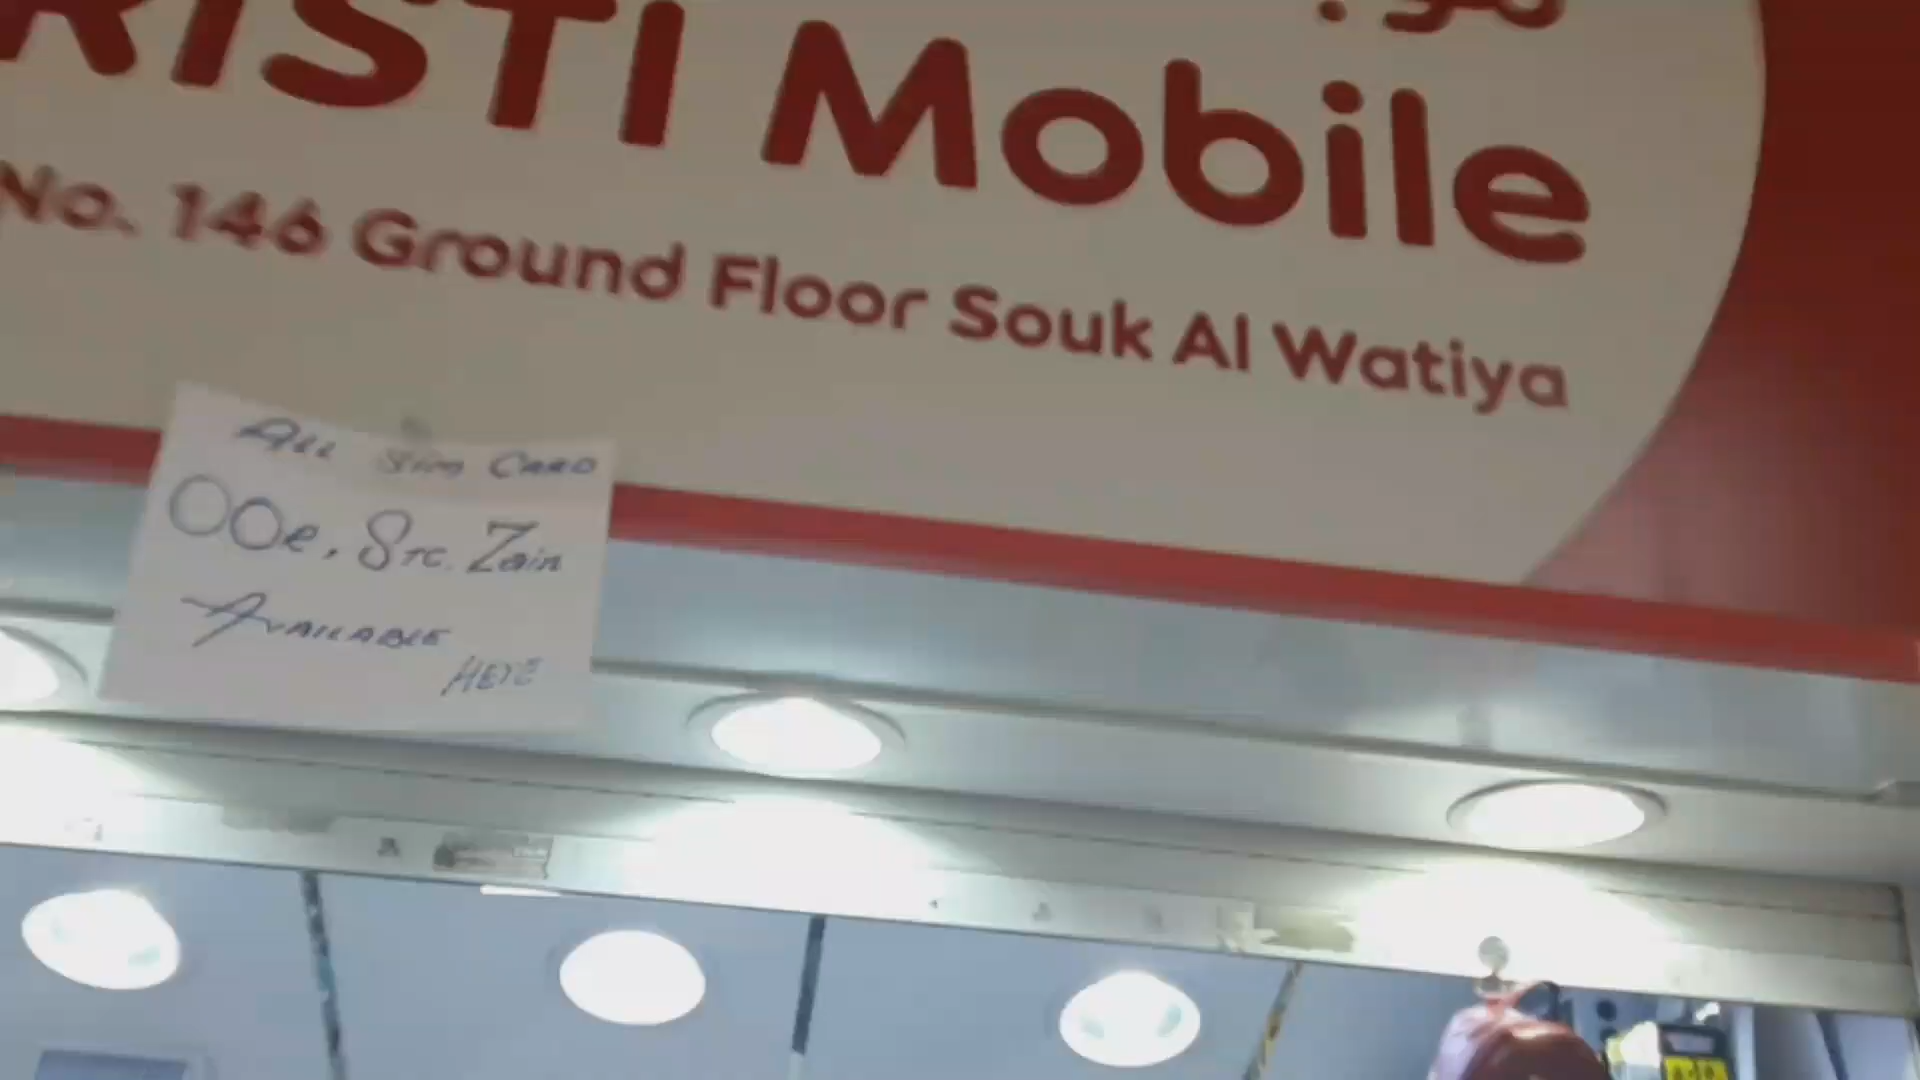 RISTI Mobile
No. 146 Ground Floor Souk Al Watiya
ALL Sim CARD
OOe, STC. Zain
AVAILABLE
HERE